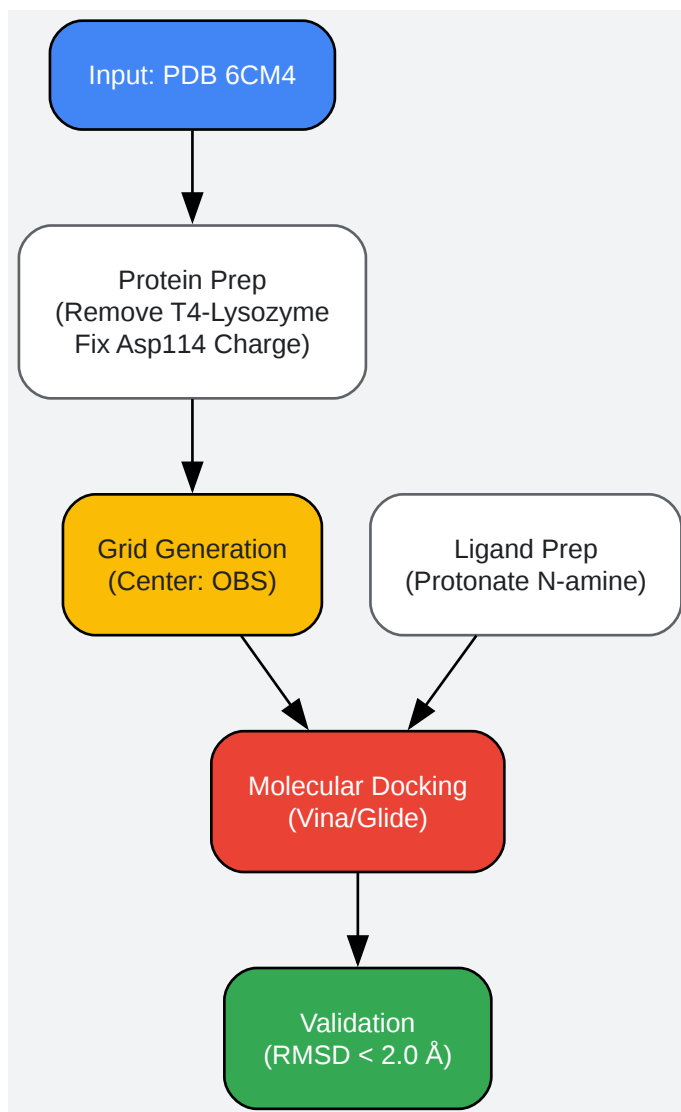 Input: PDB 6CM4
Protein Prep
(Remove T4-Lysozyme
Fix Asp114 Charge)
Grid Generation
(Center: OBS)
Ligand Prep
(Protonate N-amine)
Molecular Docking
(Vina/Glide)
Validation
(RMSD < 2.0 Å)